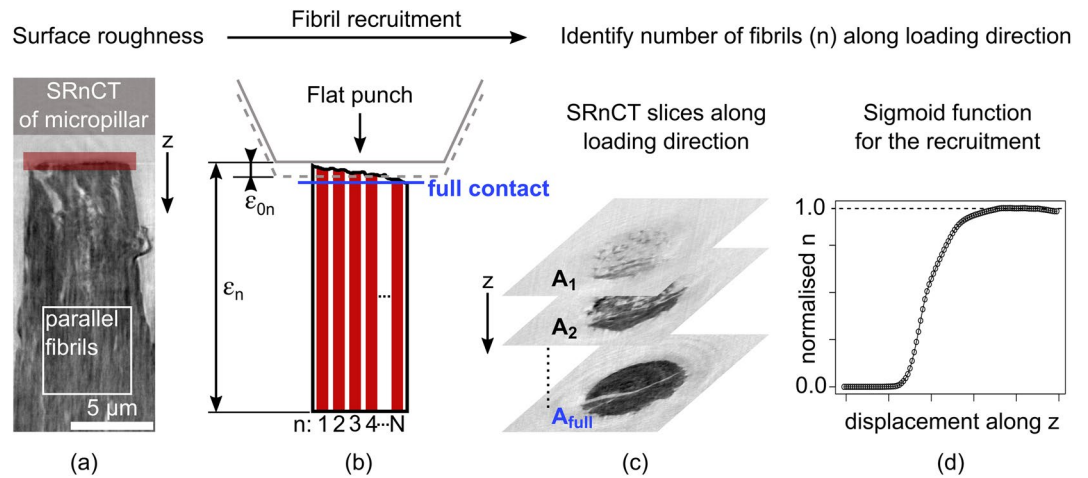 Fibril recruitment
Surface roughness
Identify number of fibrils (n) along loading direction
SRnCT
of micropillar
z
parallel
fibrils
5 μm
(a)
Flat punch
full contact
ε0n
εn
...
n: 1 2 3 4...N
(b)
SRnCT slices along
loading direction
z
A1
A2
Afull
(c)
Sigmoid function
for the recruitment
1.0
normalised n
0.0
displacement along z
(d)